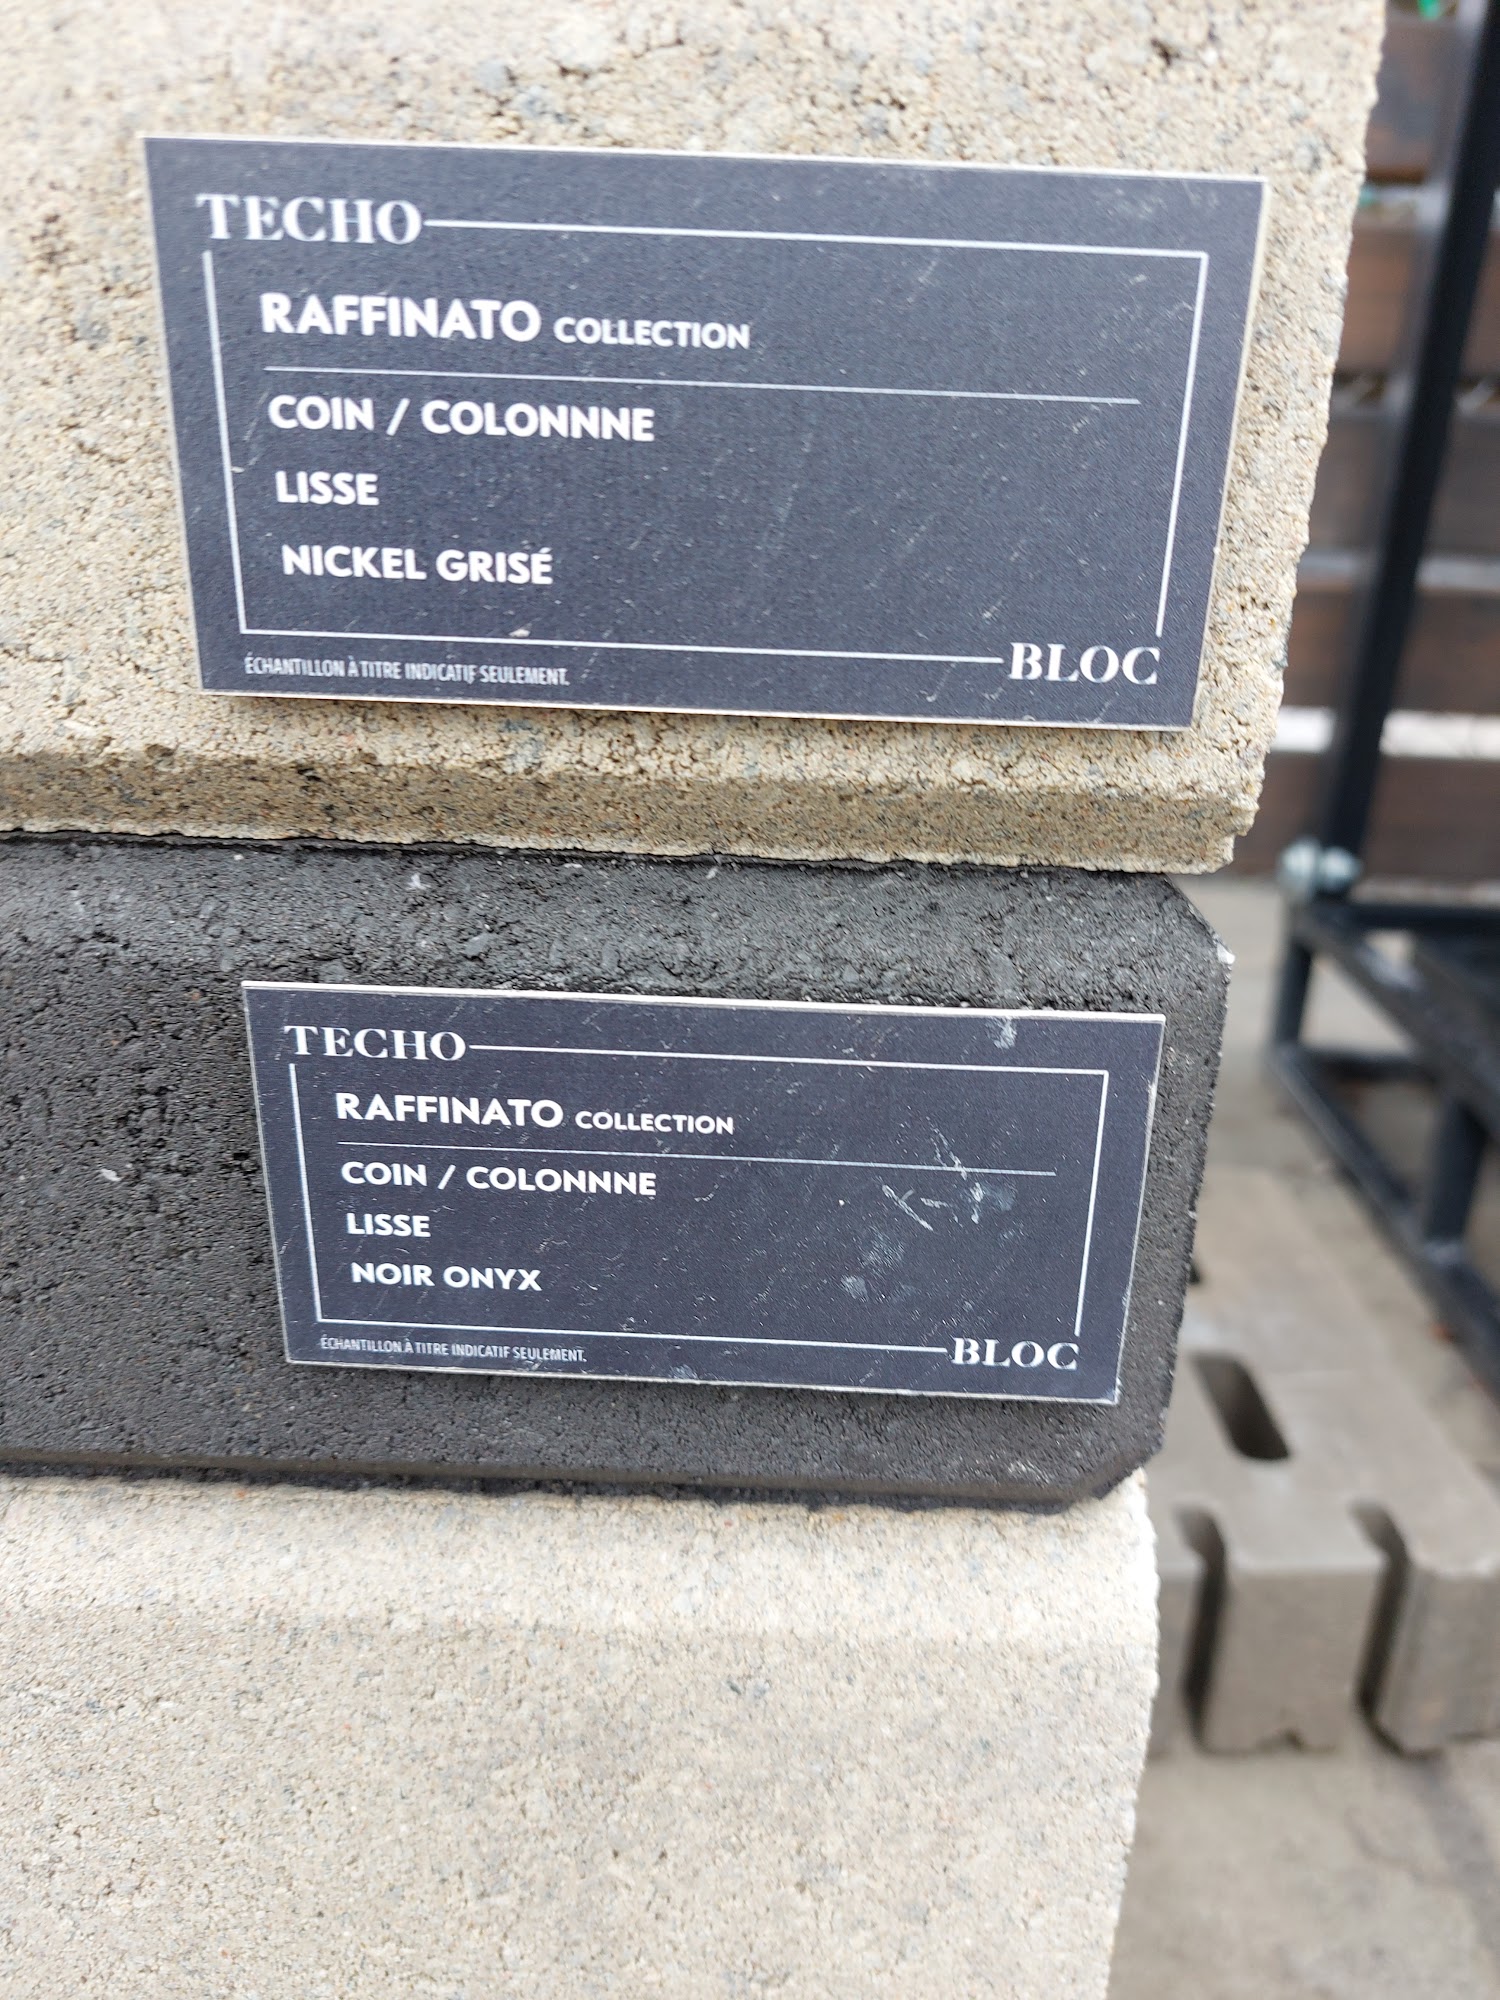 TECHO
RAFFINATO COLLECTION
COIN / COLONNNE
LISSE
NICKEL GRISÉ
BLOC
ÉCHANTILLON À TITRE INDICATIF SEULEMENT.
TECHO
RAFFINATO COLLECTION
COIN / COLONNNE
LISSE
NOIR ONYX
BLOC
ÉCHANTILLON À TITRE INDICATIF SEULEMENT.